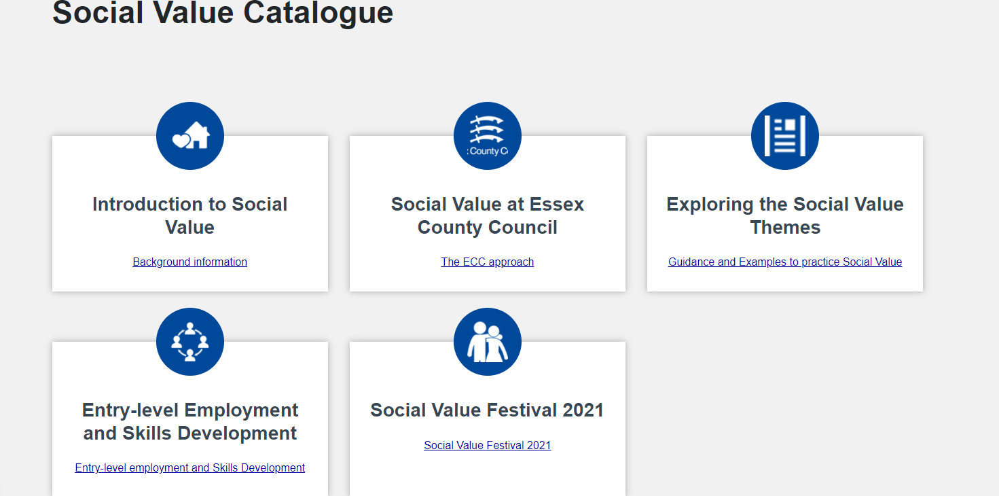 Social Value Catalogue
: County C
Introduction to Social
Value
Background information
Social Value at Essex
County Council
The ECC approach
Exploring the Social Value
Themes
Guidance and Examples to practice Social Value
Entry-level Employment
and Skills Development
Entry-level employment and Skills Development
Social Value Festival 2021
Social Value Festival 2021